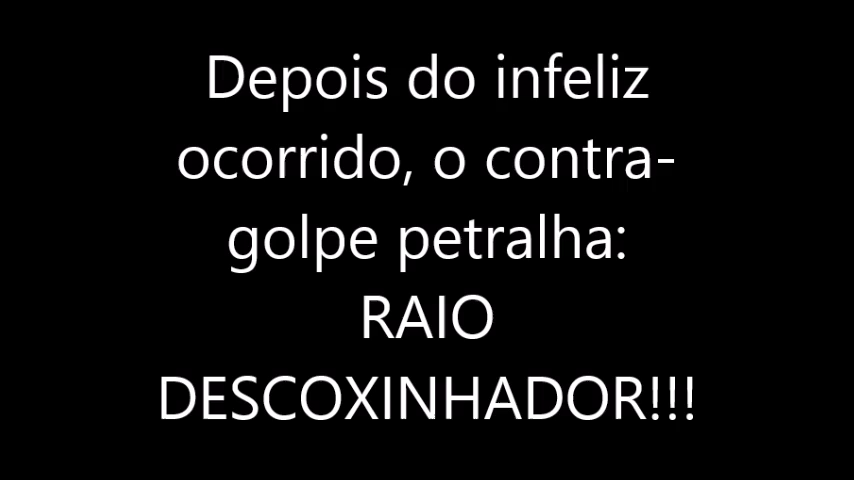 Depois do infeliz
ocorrido, o contra-
golpe petralha:
RAIO
DESCOXINHADOR!!!